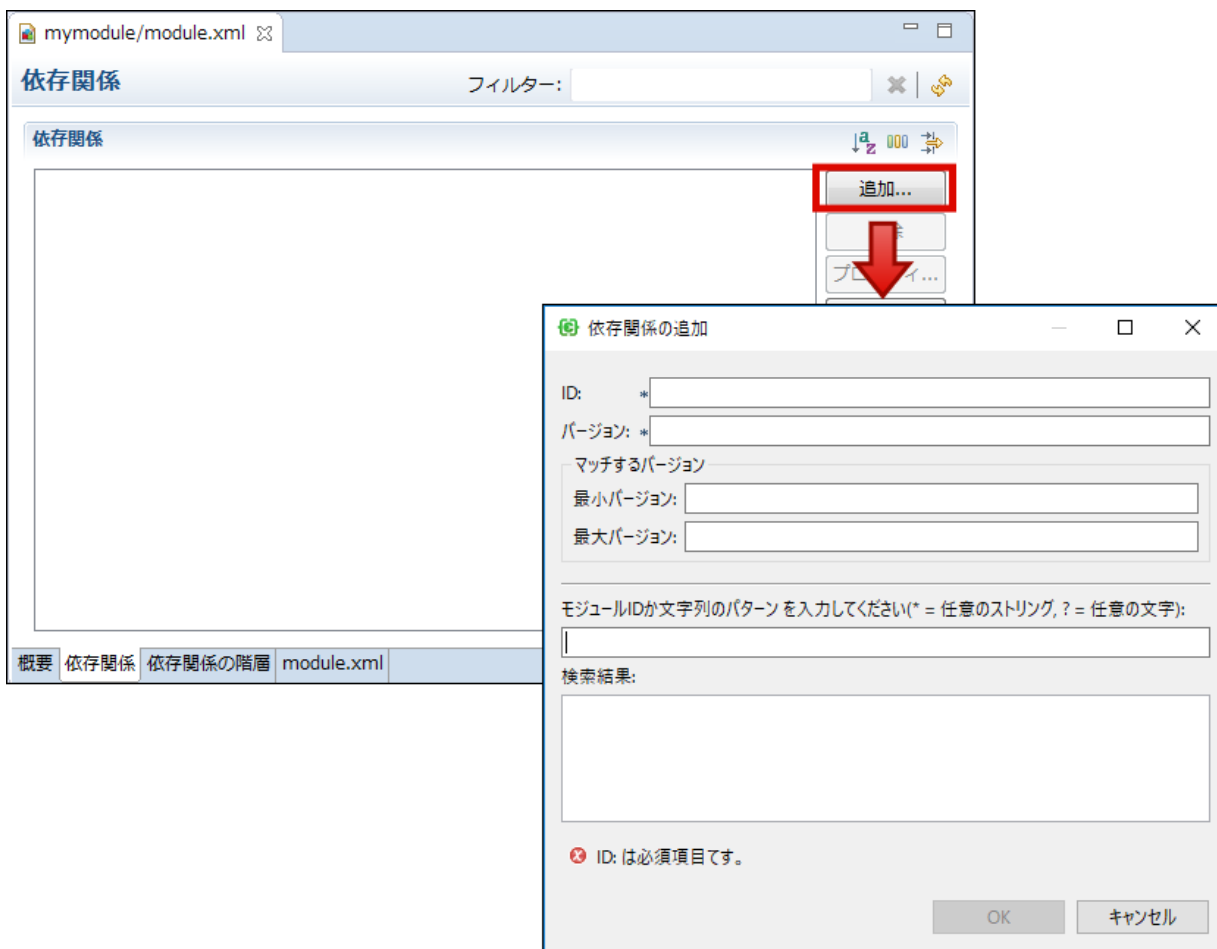 mymodule/module.xml
依存関係
フィルター:
依存関係
追加...
依存関係の追加
ID: *
バージョン: *
マッチするバージョン
最小バージョン:
最大バージョン:
モジュールIDか文字列のパターン を入力してください(* = 任意のストリング, ? = 任意の文字):
検索結果:
ID: は必須項目です。
OK
キャンセル
概要
依存関係
依存関係の階層
module.xml